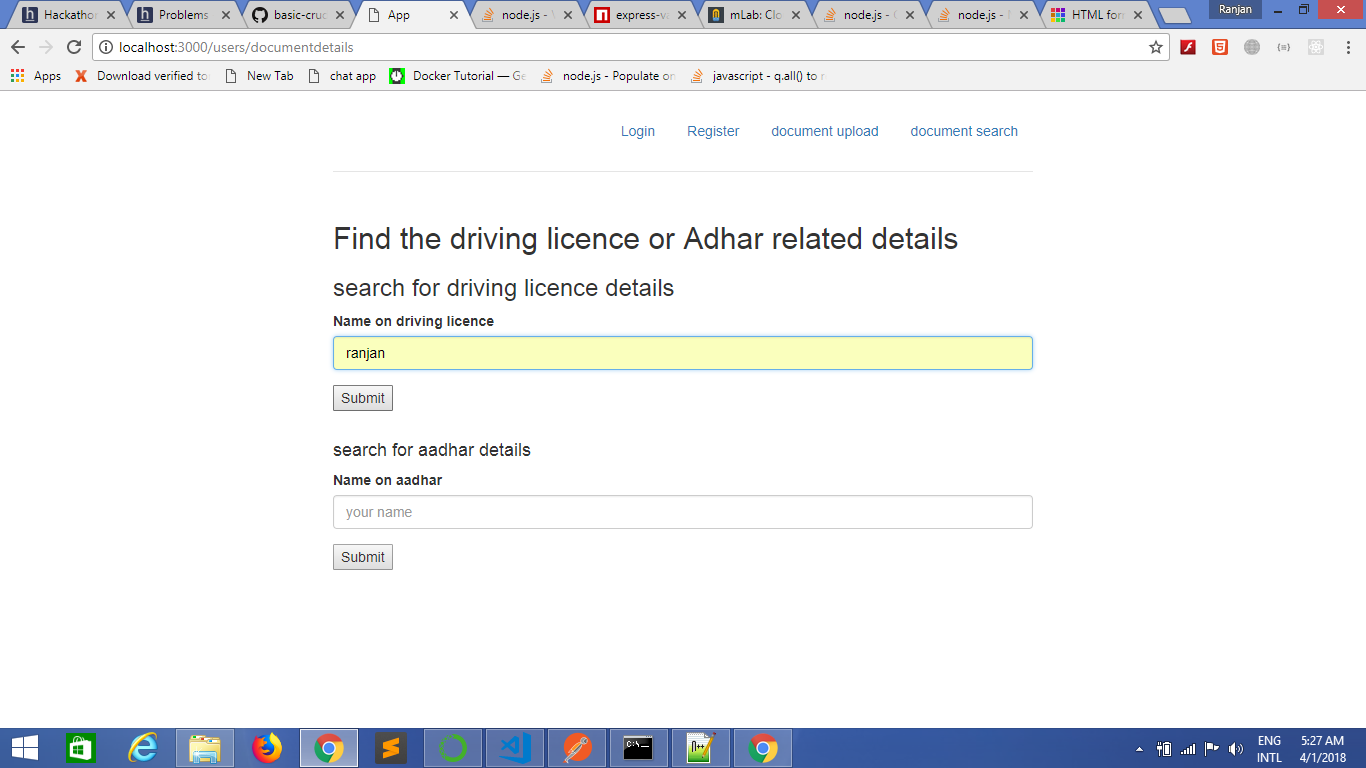 Hackathor Problems basic-cruc App node.js - V express-va mLab: Clo node.js - node.js - HTML for Ranjan
localhost:3000/users/documentdetails
Apps Download verified to New Tab chat app Docker Tutorial — Ge node.js - Populate on javascript - q.all() to r
Login Register document upload document search
Find the driving licence or Adhar related details
search for driving licence details
Name on driving licence
ranjan
Submit
search for aadhar details
Name on aadhar
your name
Submit
ENG 5:27 AM
INTL 4/1/2018